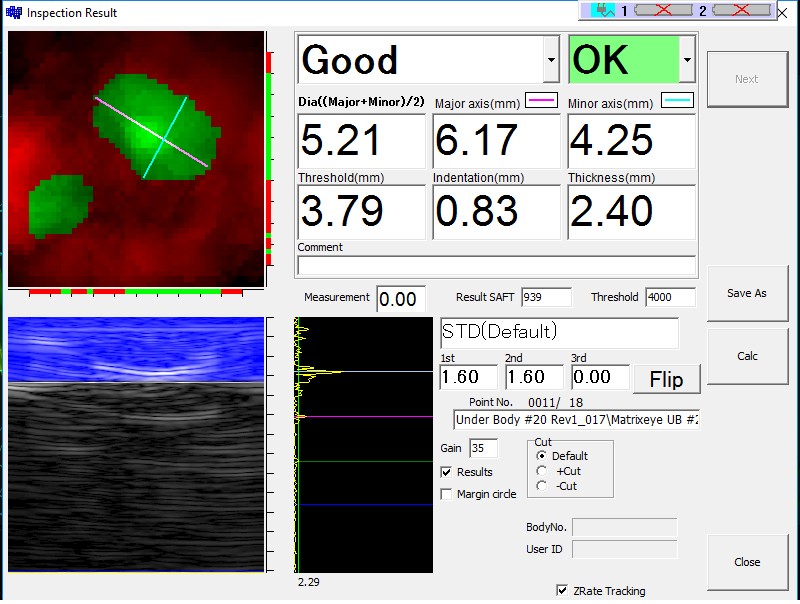 Inspection Result
1 2
Good OK
Next
Dia((Major+Minor)/2) Major axis(mm) Minor axis(mm)
5.21 6.17 4.25
Threshold(mm) Indentation(mm) Thickness(mm)
3.79 0.83 2.40
Comment
Measurement 0.00 Result SAFT 939 Threshold 4000
Save As
STD(Default)
Calc
1st 2nd 3rd
1.60 1.60 0.00 Flip
Point No. 0011/ 18
Under Body #20 Rev1_017\Matrixeye UB #2
Gain 35
Cut
Default
Results
+Cut
-Cut
Margin circle
BodyNo.
User ID
Close
2.29
ZRate Tracking